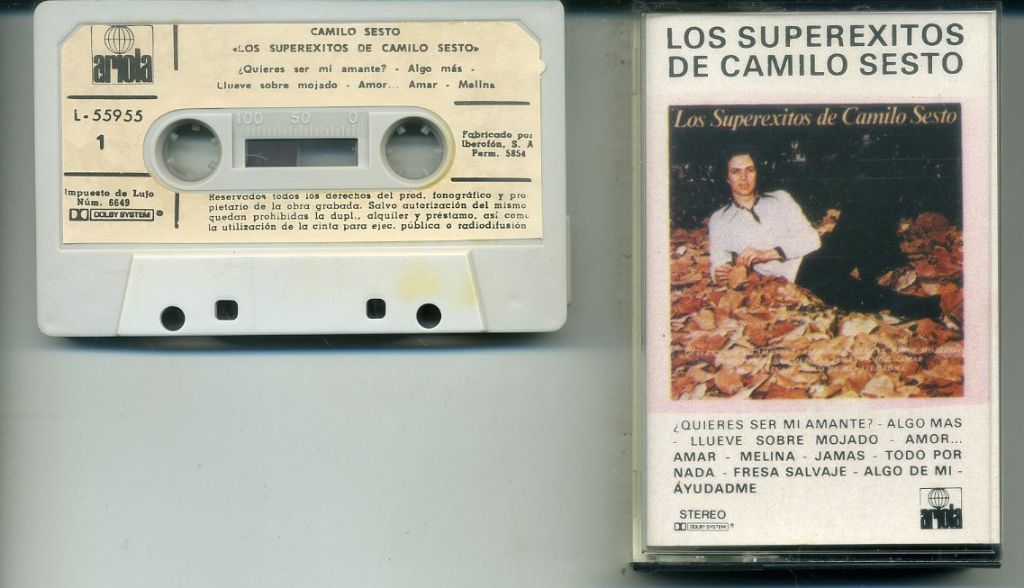 ariola
CAMILO SESTO
«LOS SUPEREXITOS DE CAMILO SESTO»
¿Quieres ser mi amante? - Algo más -
Llueve sobre mojado - Amor... Amar - Melina
L-55955
1
100 50 0
Fabricado por
Iberofón, S. A
Perm. 5854
Impuesto de Lujo
Núm. 6649
DOLBY SYSTEM ®
Reservados todos los derechos del prod. fonográfico y pro-
pietario de la obra grabada. Salvo autorización del mismo
quedan prohibidas la dupl., alquiler y préstamo, así como
la utilización de la cinta para ejec. pública o radiodifusión
LOS SUPEREXITOS
DE CAMILO SESTO
Los Superexitos de Camilo Sesto
¿QUIERES SER MI AMANTE? - ALGO MAS
- LLUEVE SOBRE MOJADO - AMOR...
AMAR - MELINA - JAMAS - TODO POR
NADA - FRESA SALVAJE - ALGO DE MI -
AYUDADME
STEREO
DOLBY SYSTEM ®
ariola